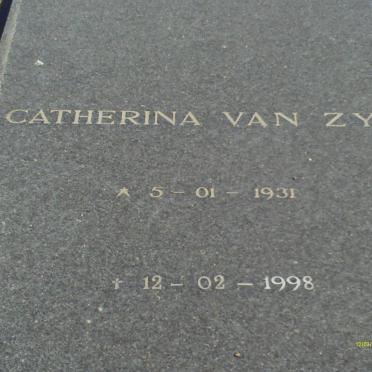 CATHERINA VAN ZY
* 5 - 01 - 1931
† 12 - 02 - 1998